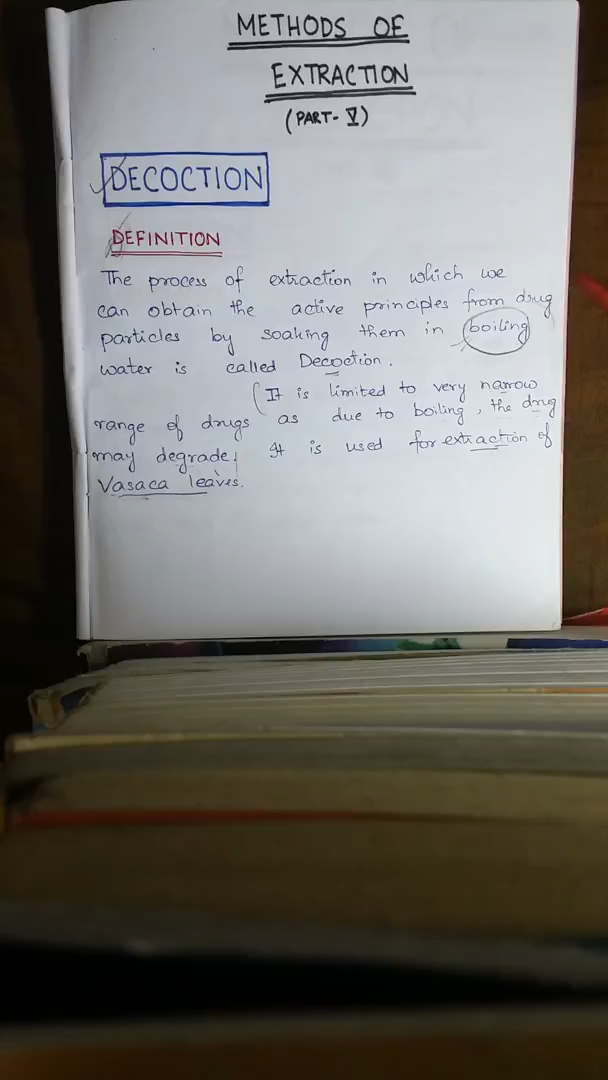 METHODS OF
EXTRACTION
(PART- V)
DECOCTION
DEFINITION
The process of extraction in which we
can obtain the active principles from drug
particles by soaking them in boiling
water is called Decoction.
(It is limited to very narrow
range of drugs as due to boiling, the drug
may degrade. It is used for extraction of
Vasaca leaves.